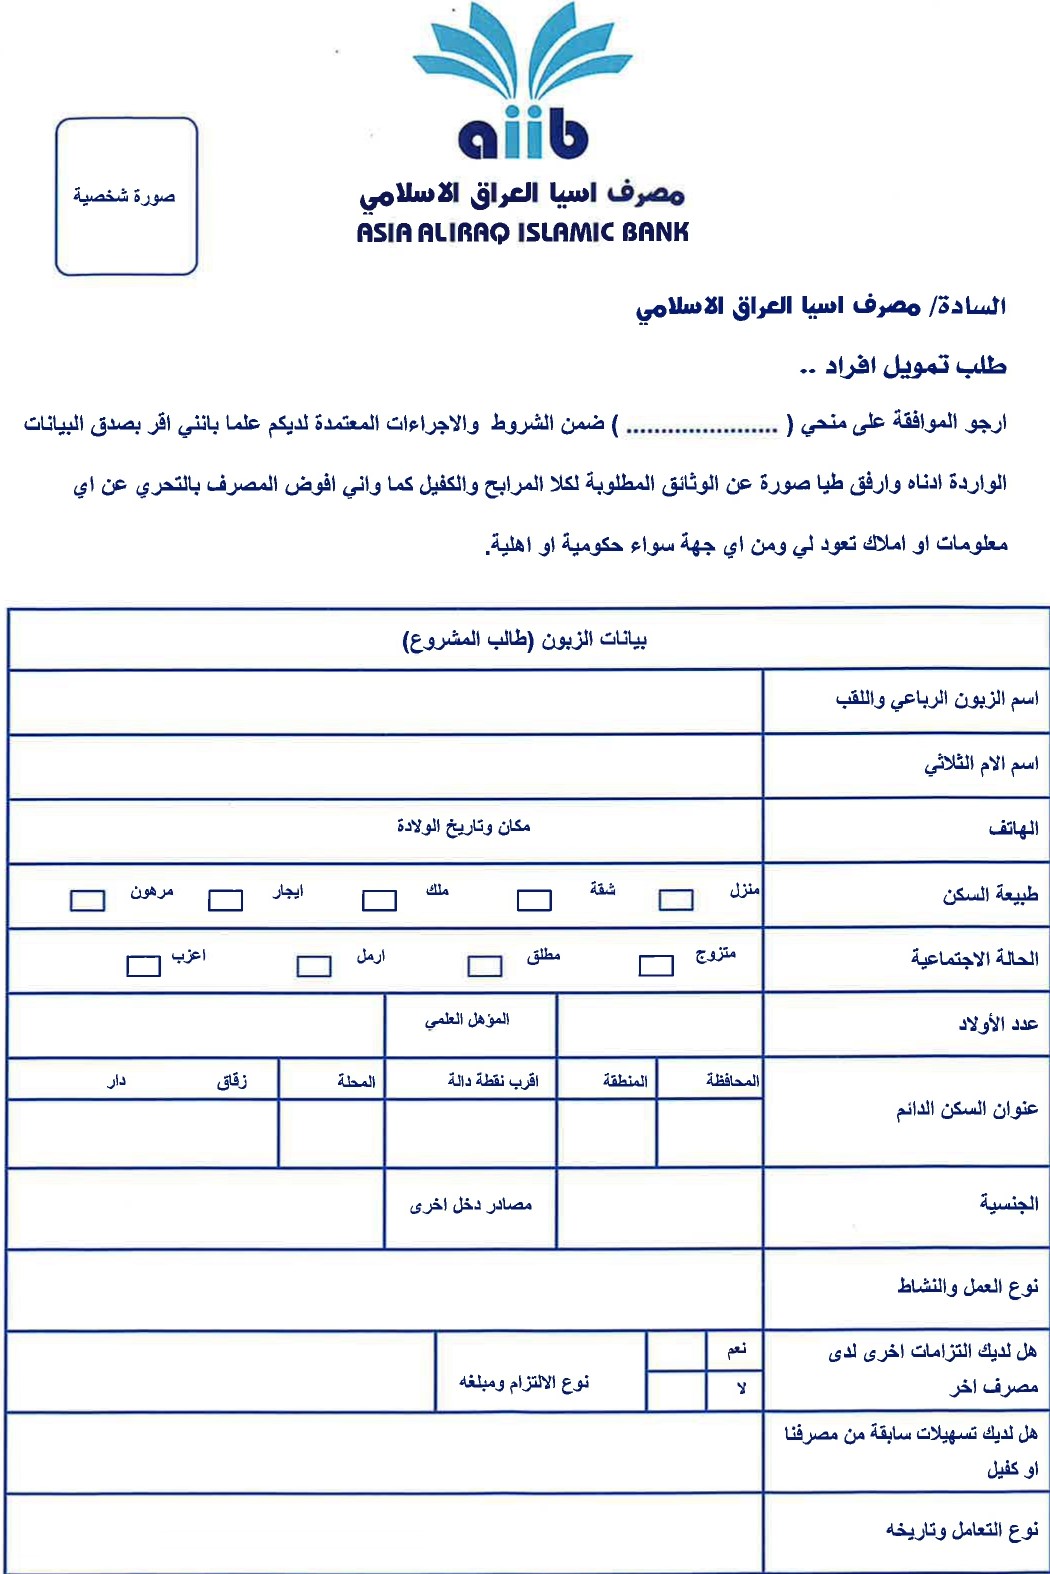 aiib
مصرف اسيا العراق الاسلامي
ASIA ALIRAQ ISLAMIC BANK
صورة شخصية
السادة/ مصرف اسيا العراق الاسلامي
طلب تمويل افراد ..
ارجو الموافقة على منحي ( ...................... ) ضمن الشروط والاجراءات المعتمدة لديكم علما بانني اقر بصدق البيانات
الواردة ادناه وارفق طيا صورة عن الوثائق المطلوبة لكلا المرابح والكفيل كما واني افوض المصرف بالتحري عن اي
معلومات او املاك تعود لي ومن اي جهة سواء حكومية او اهلية.
بيانات الزبون (طالب المشروع)
اسم الزبون الرباعي واللقب
اسم الام الثلاثي
الهاتف مكان وتاريخ الولادة
طبيعة السكن منزل شقة ملك ايجار مرهون
الحالة الاجتماعية متزوج مطلق ارمل اعزب
عدد الأولاد المؤهل العلمي
عنوان السكن الدائم المحافظة المنطقة اقرب نقطة دالة المحلة زقاق دار
الجنسية مصادر دخل اخرى
نوع العمل والنشاط
هل لديك التزامات اخرى لدى
مصرف اخر
نعم
لا
نوع الالتزام ومبلغه
هل لديك تسهيلات سابقة من مصرفنا
او كفيل
نوع التعامل وتاريخه